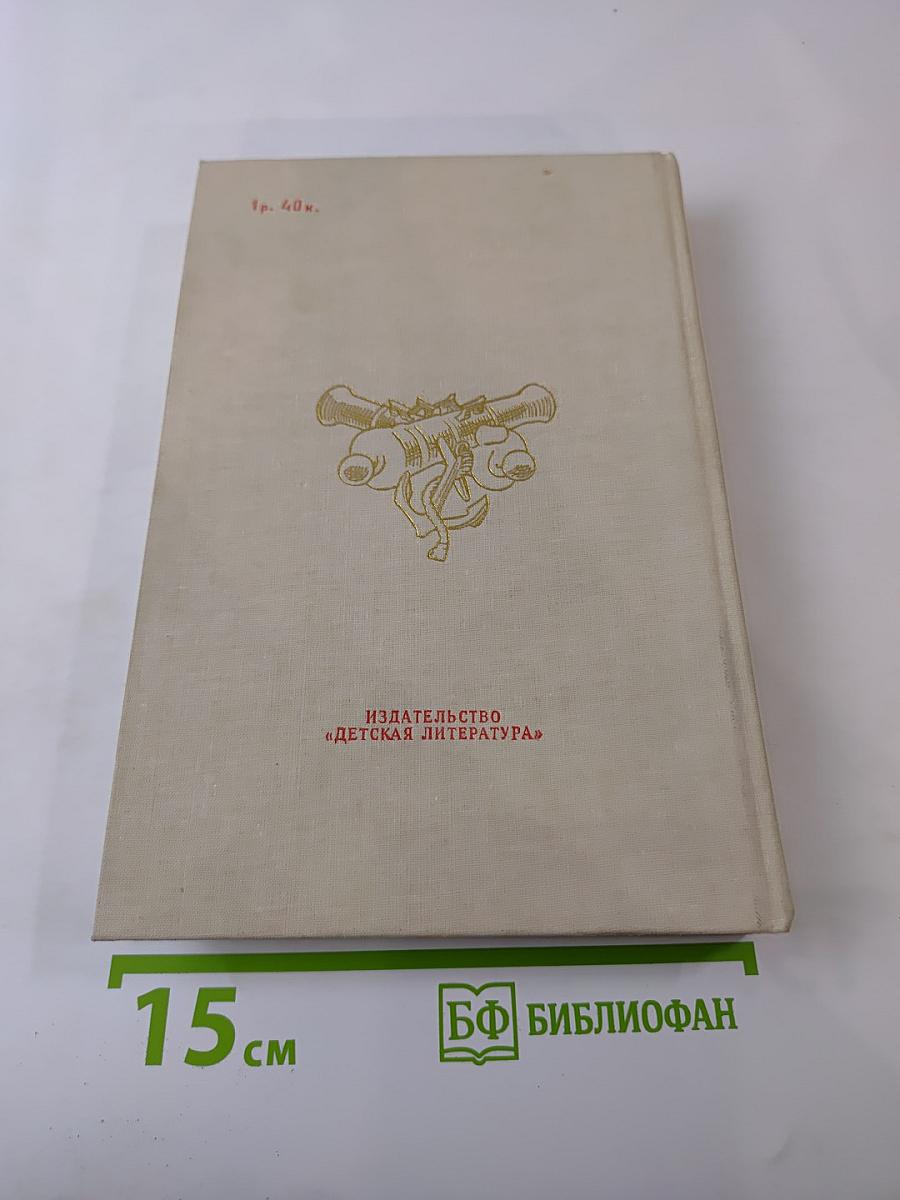 1р. 40к.
ИЗДАТЕЛЬСТВО
«ДЕТСКАЯ ЛИТЕРАТУРА»
15 см
БФ БИБЛИОФАН